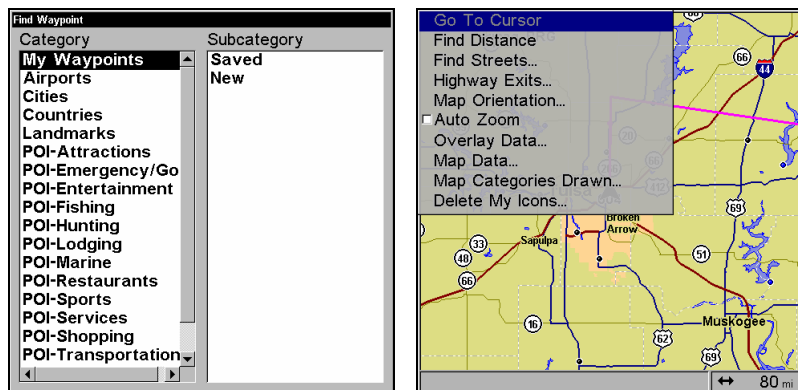 Find Waypoint
Category
Subcategory
My Waypoints
Airports
Cities
Countries
Landmarks
POI-Attractions
POI-Emergency/Go
POI-Entertainment
POI-Fishing
POI-Hunting
POI-Lodging
POI-Marine
POI-Restaurants
POI-Sports
POI-Services
POI-Shopping
POI-Transportation
Saved
New
Go To Cursor
Find Distance
Find Streets...
Highway Exits...
Map Orientation...
Auto Zoom
Overlay Data...
Map Data...
Map Categories Drawn...
Delete My Icons...
66
44
20
66
412
Tulsa
69
Broken
Arrow
Sapulpa
33
48
51
66
16
Muskogee
62
69
80 mi